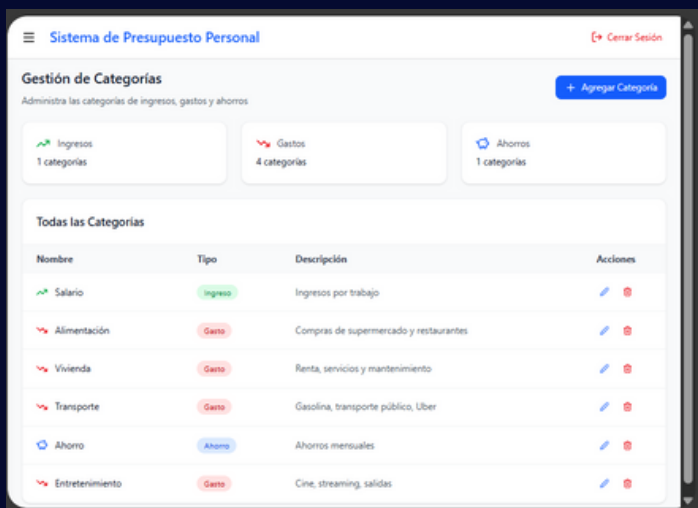 Sistema de Presupuesto Personal
Cerrar Sesión
Gestión de Categorías
Administra las categorías de ingresos, gastos y ahorros
+ Agregar Categoría
Ingresos
1 categorías
Gastos
4 categorías
Ahorros
1 categorías
Todas las Categorías
Nombre Tipo Descripción Acciones
Salario Ingreso Ingresos por trabajo
Alimentación Gasto Compras de supermercado y restaurantes
Vivienda Gasto Renta, servicios y mantenimiento
Transporte Gasto Gasolina, transporte público, Uber
Ahorro Ahorro Ahorros mensuales
Entretenimiento Gasto Cine, streaming, salidas